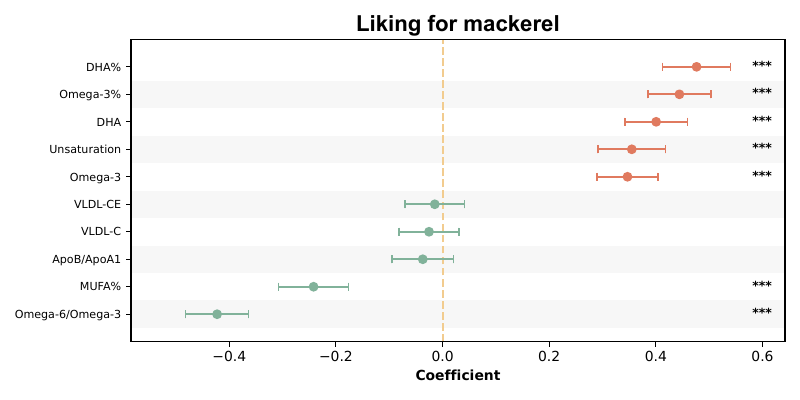 Liking for mackerel
DHA% ***
Omega-3% ***
DHA ***
Unsaturation ***
Omega-3 ***
VLDL-CE
VLDL-C
ApoB/ApoA1
MUFA% ***
Omega-6/Omega-3 ***
−0.4 −0.2 0.0 0.2 0.4 0.6
Coefficient